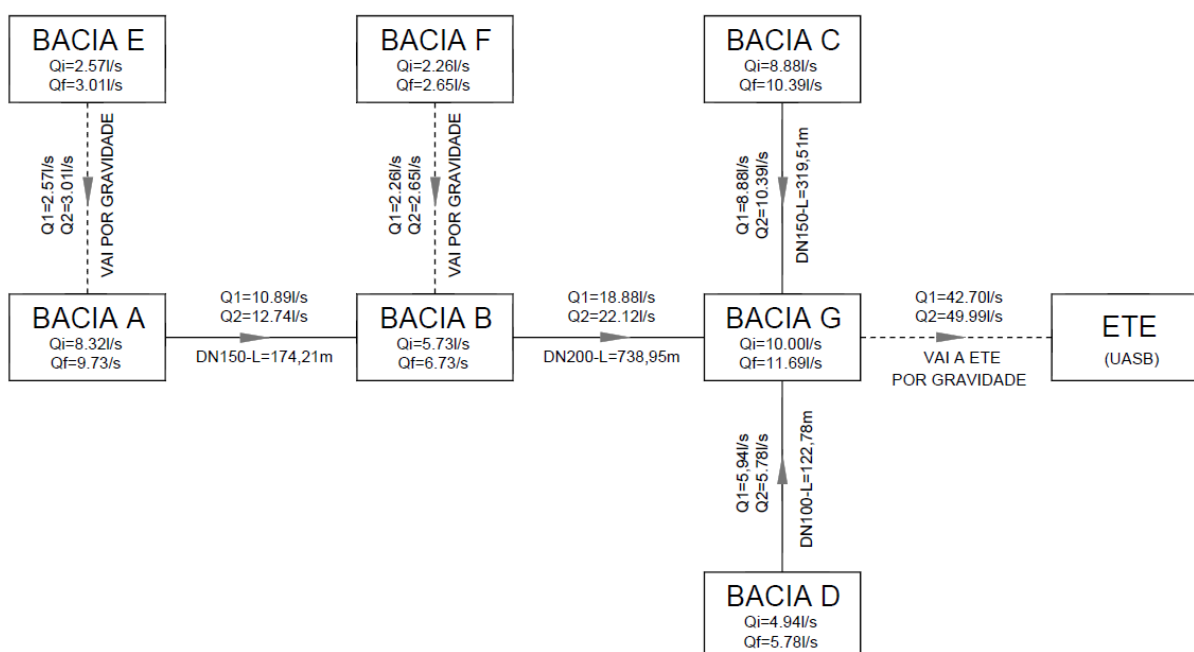 BACIA E
Qi=2.57l/s
Qf=3.01l/s
BACIA F
Qi=2.26l/s
Qf=2.65l/s
BACIA C
Qi=8.88l/s
Qf=10.39l/s
Q1=2.57l/s
Q2=3.01l/s
VAI POR GRAVIDADE
Q1=2.26l/s
Q2=2.65l/s
VAI POR GRAVIDADE
Q1=8.88l/s
Q2=10.39l/s
DN150-L=319,51m
BACIA A
Qi=8.32l/s
Qf=9.73/s
Q1=10.89l/s
Q2=12.74l/s
DN150-L=174,21m
BACIA B
Qi=5.73l/s
Qf=6.73/s
Q1=18.88l/s
Q2=22.12l/s
DN200-L=738,95m
BACIA G
Qi=10.00l/s
Qf=11.69l/s
Q1=42.70l/s
Q2=49.99l/s
VAI A ETE
POR GRAVIDADE
ETE
(UASB)
Q1=5,94l/s
Q2=5.78l/s
DN100-L=122,78m
BACIA D
Qi=4.94l/s
Qf=5.78l/s